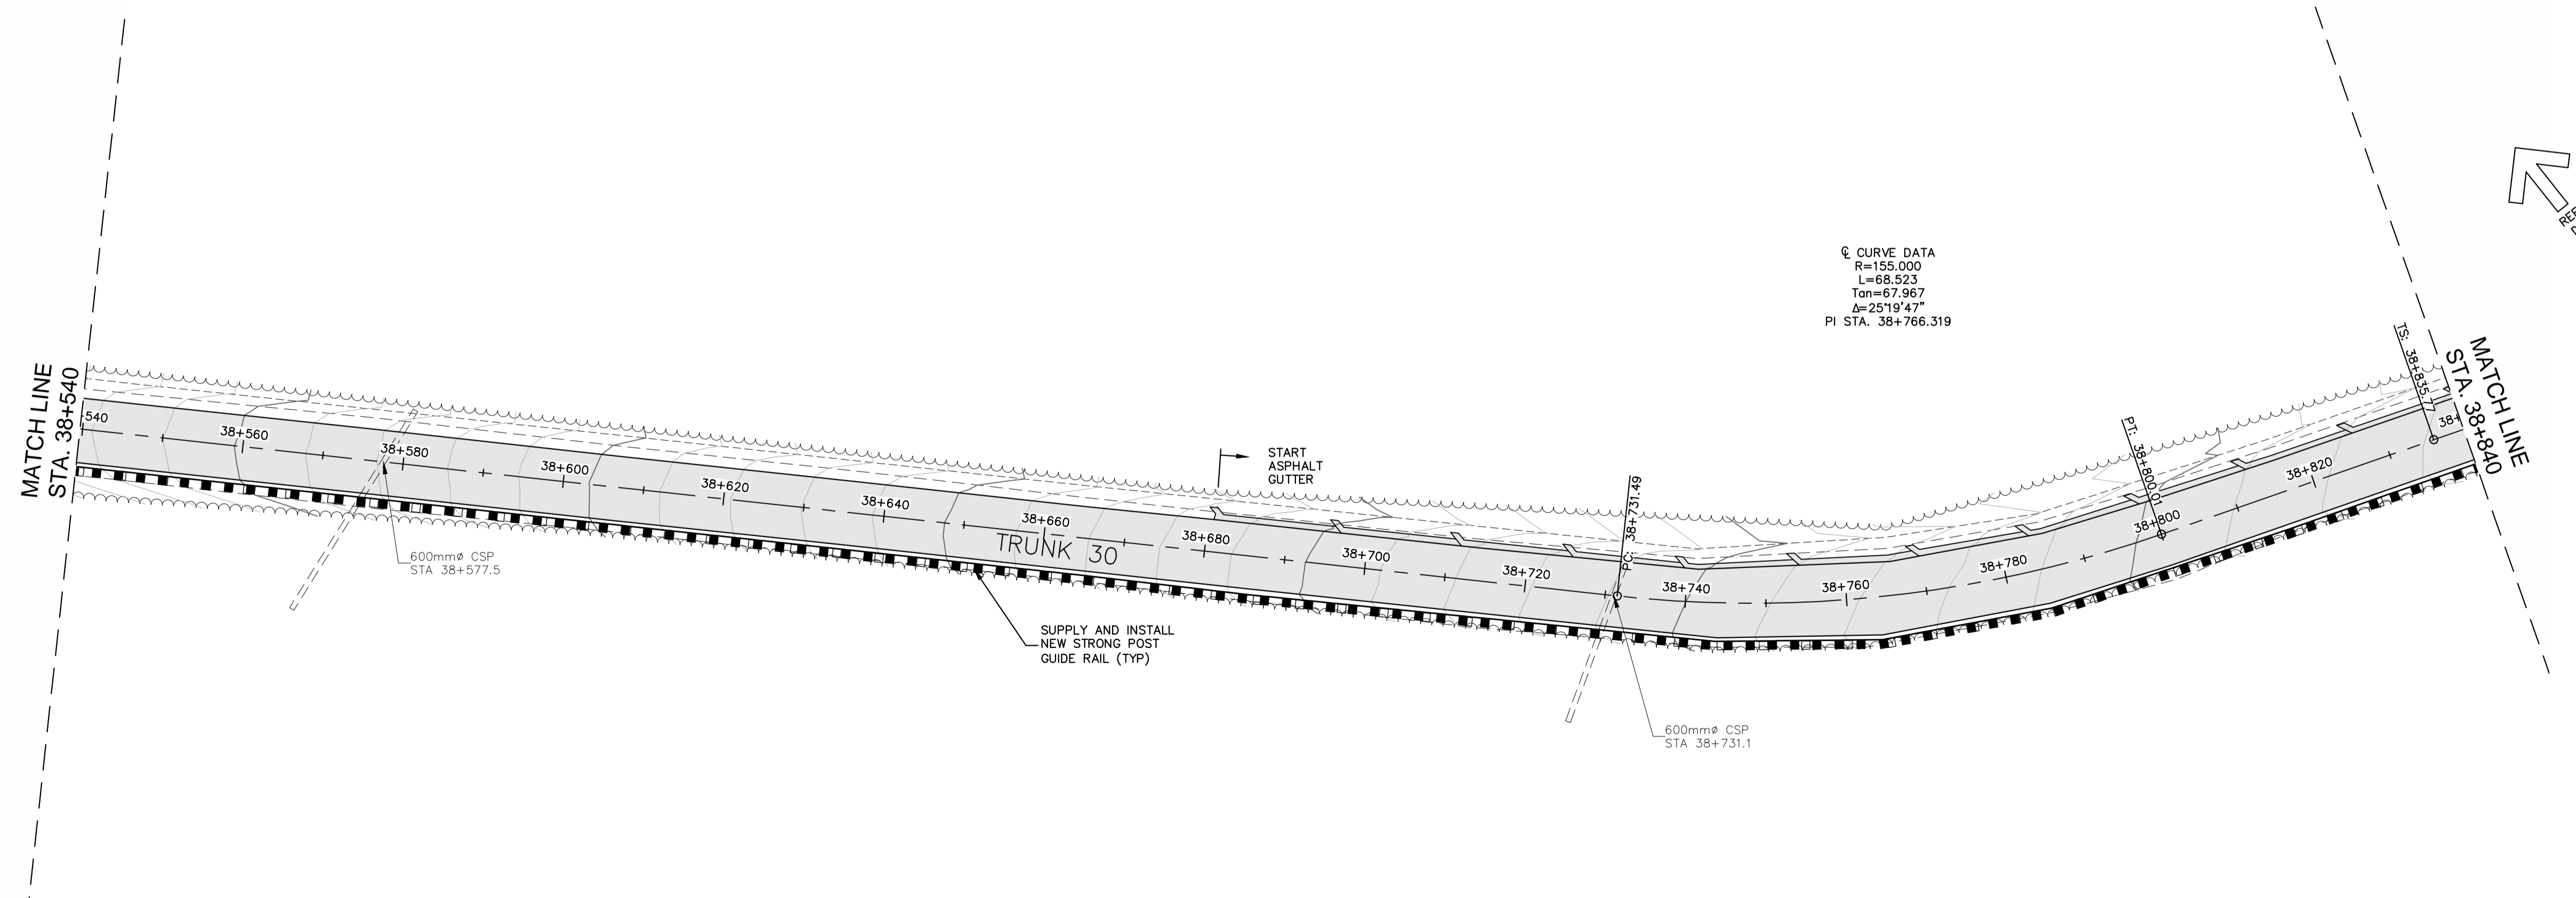 MATCH LINE
STA. 38+540
540
38+560
38+580
38+600
38+620
38+640
38+660
38+680
38+700
38+720
38+740
38+760
38+780
38+800
38+820
38+
TRUNK 30
600mmø CSP
STA 38+577.5
SUPPLY AND INSTALL
NEW STRONG POST
GUIDE RAIL (TYP)
START
ASPHALT
GUTTER
PC: 38+731.49
600mmø CSP
STA 38+731.1
℄ CURVE DATA
R=155.000
L=68.523
Tan=67.967
Δ=25°19'47"
PI STA. 38+766.319
PT: 38+800.01
TS: 38+835.77
MATCH LINE
STA. 38+840